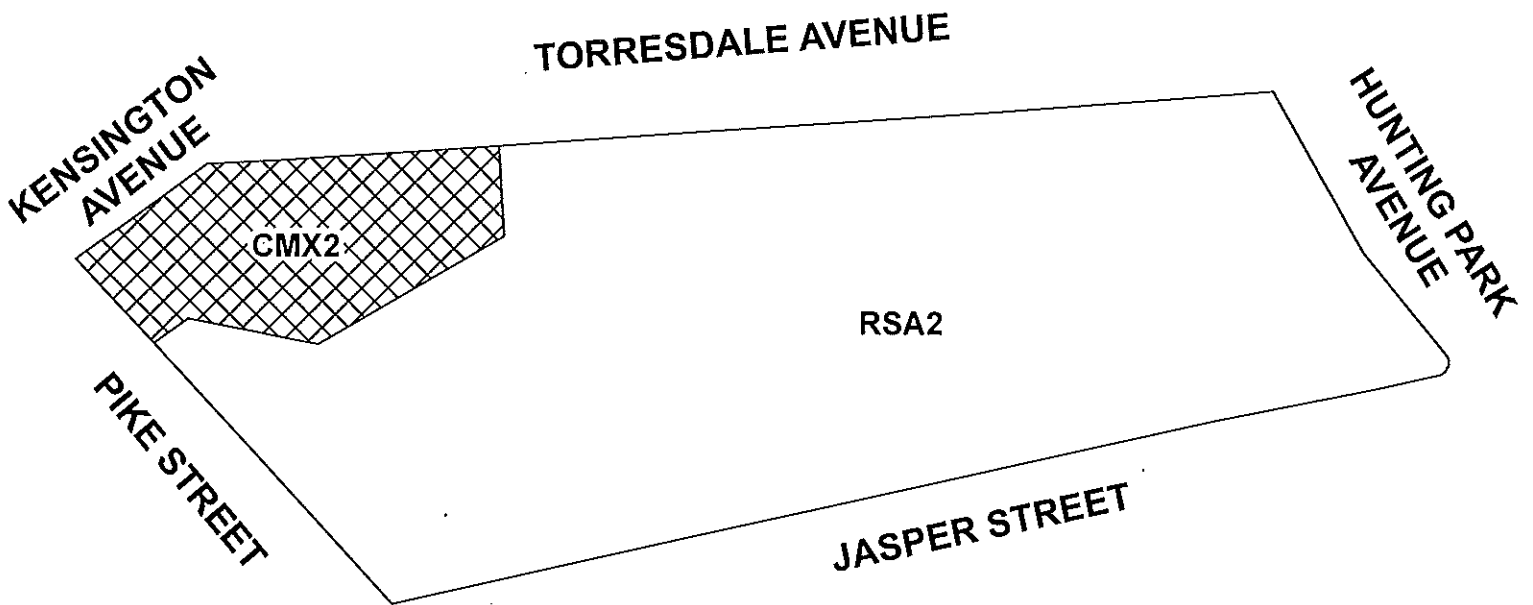 TORRESDALE AVENUE
KENSINGTON
AVENUE
HUNTING PARK
AVENUE
CMX2
RSA2
PIKE STREET
JASPER STREET